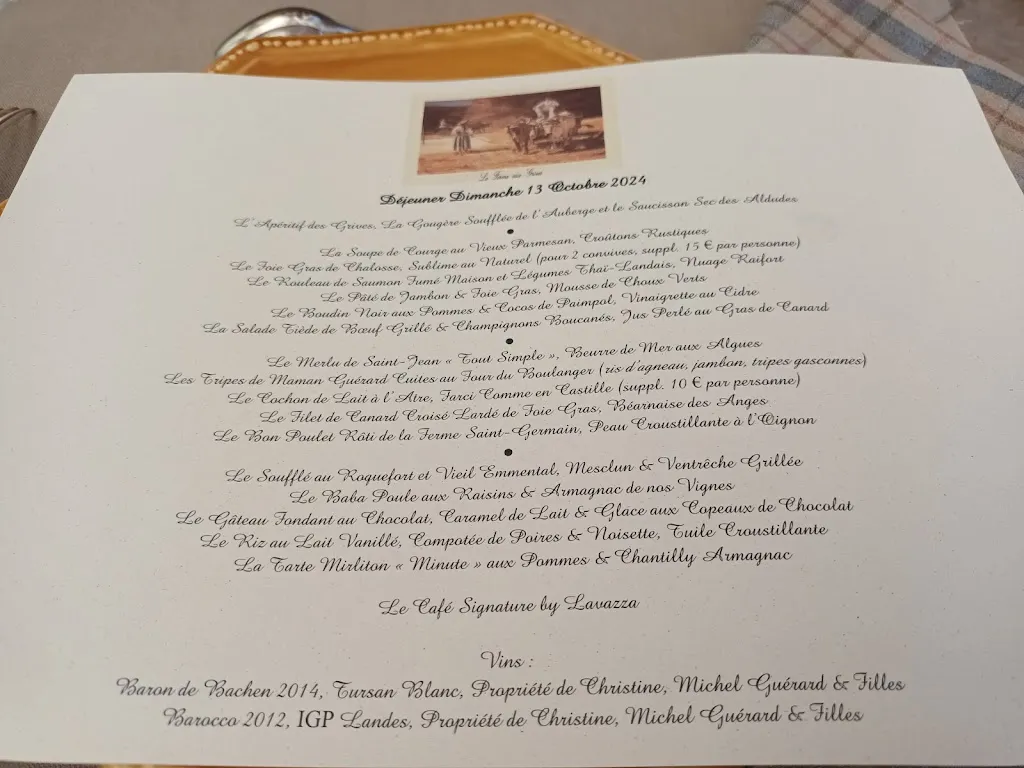 La Ferme aux Grives
Déjeuner Dimanche 13 Octobre 2024
L'Apéritif des Grives, La Gougère Soufflée de l'Auberge et le Saucisson Sec des Aldudes
•
La Soupe de Courge au Vieux Parmesan, Croûtons Rustiques
Le Foie Gras de Chalosse, Sublime au Naturel (pour 2 convives, suppl. 15 € par personne)
Le Rouleau de Saumon Fumé Maison et Légumes Thaï-Landais, Nuage Raifort
Le Pâté de Jambon & Foie Gras, Mousse de Choux Verts
Le Boudin Noir aux Pommes & Cocos de Paimpol, Vinaigrette au Cidre
La Salade Tiède de Bœuf Grillé & Champignons Boucanés, Jus Perlé au Gras de Canard
•
Le Merlu de Saint-Jean « Tout Simple », Beurre de Mer aux Algues
Les Tripes de Maman Guérard Cuites au Four du Boulanger (ris d'agneau, jambon, tripes gasconnes)
Le Cochon de Lait à l'Atre, Farci Comme en Castille (suppl. 10 € par personne)
Le Filet de Canard Croisé Lardé de Foie Gras, Béarnaise des Anges
Le Bon Poulet Rôti de la Ferme Saint-Germain, Peau Croustillante à l'Oignon
•
Le Soufflé au Roquefort et Vieil Emmental, Mesclun & Ventrêche Grillée
Le Baba Poule aux Raisins & Armagnac de nos Vignes
Le Gâteau Fondant au Chocolat, Caramel de Lait & Glace aux Copeaux de Chocolat
Le Riz au Lait Vanillé, Compotée de Poires & Noisette, Tuile Croustillante
La Tarte Mirliton « Minute » aux Pommes & Chantilly Armagnac
Le Café Signature by Lavazza
Vins :
Baron de Bachen 2014, Tursan Blanc, Propriété de Christine, Michel Guérard & Filles
Barocco 2012, IGP Landes, Propriété de Christine, Michel Guérard & Filles